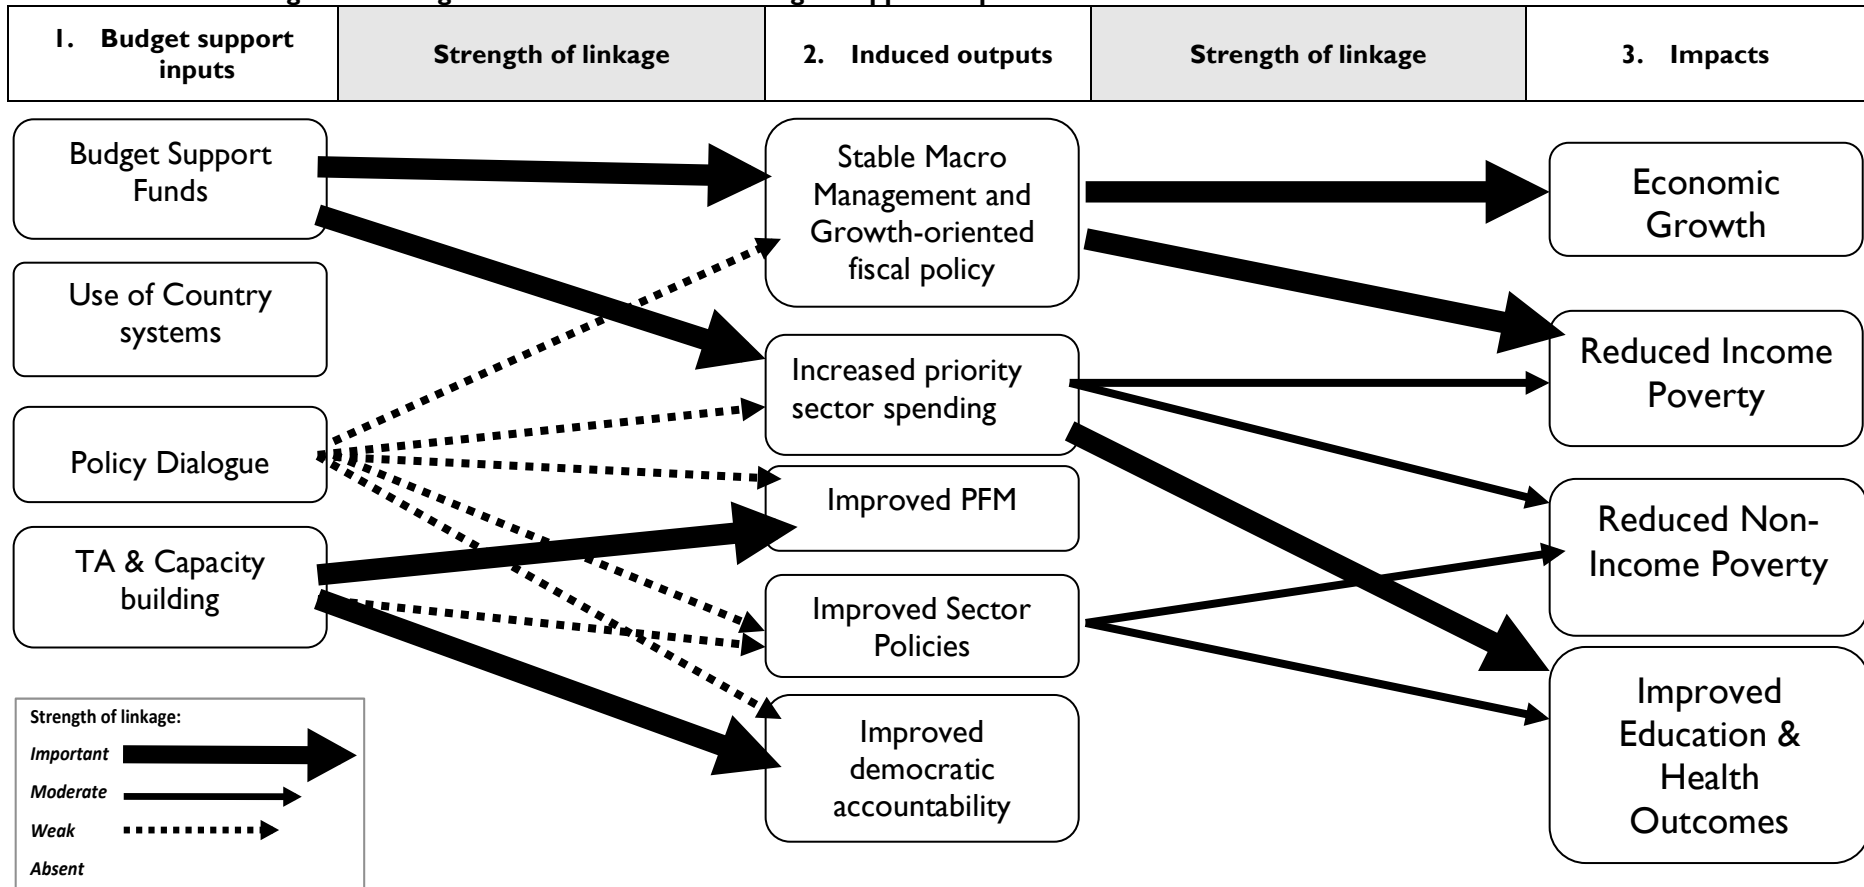 1. Budget support
inputs
Strength of linkage
2. Induced outputs
Strength of linkage
3. Impacts
Budget Support
Funds
Use of Country
systems
Policy Dialogue
TA & Capacity
building
Stable Macro
Management and
Growth-oriented
fiscal policy
Increased priority
sector spending
Improved PFM
Improved Sector
Policies
Improved
democratic
accountability
Economic
Growth
Reduced Income
Poverty
Reduced Non-
Income Poverty
Improved
Education &
Health
Outcomes
Strength of linkage:
Important
Moderate
Weak
Absent